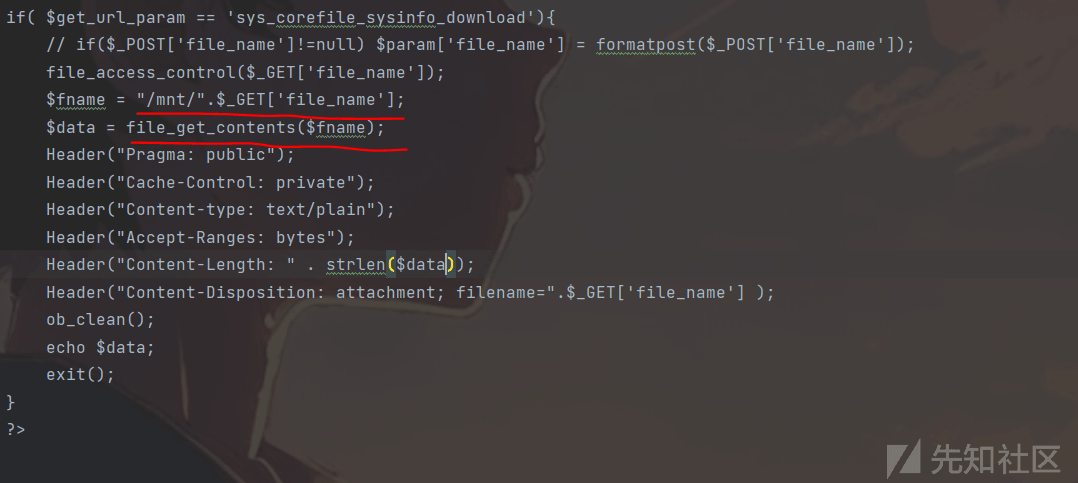 if( $get_url_param == 'sys_corefile_sysinfo_download'){
// if($_POST['file_name']!=null) $param['file_name'] = formatpost($_POST['file_name']);
file_access_control($_GET['file_name']);
$fname = "/mnt/".$_GET['file_name'];
$data = file_get_contents($fname);
Header("Pragma: public");
Header("Cache-Control: private");
Header("Content-type: text/plain");
Header("Accept-Ranges: bytes");
Header("Content-Length: " . strlen($data));
Header("Content-Disposition: attachment; filename=".$_GET['file_name'] );
ob_clean();
echo $data;
exit();
}
?>
先知社区